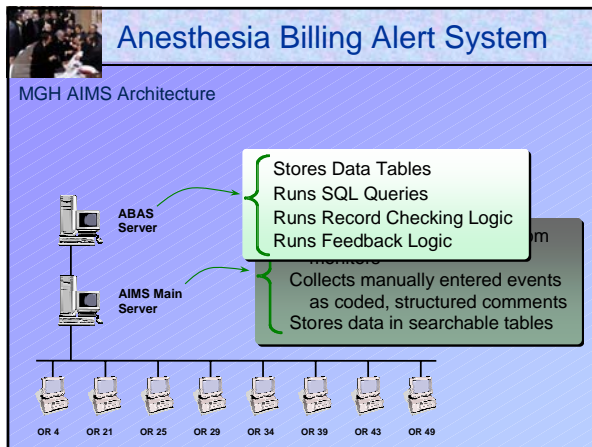 Anesthesia Billing Alert System
MGH AIMS Architecture
Stores Data Tables
Runs SQL Queries
Runs Record Checking Logic
Runs Feedback Logic
ABAS
Server
monitors
Collects manually entered events
as coded, structured comments
Stores data in searchable tables
AIMS Main
Server
OR 4 OR 21 OR 25 OR 29 OR 34 OR 39 OR 43 OR 49